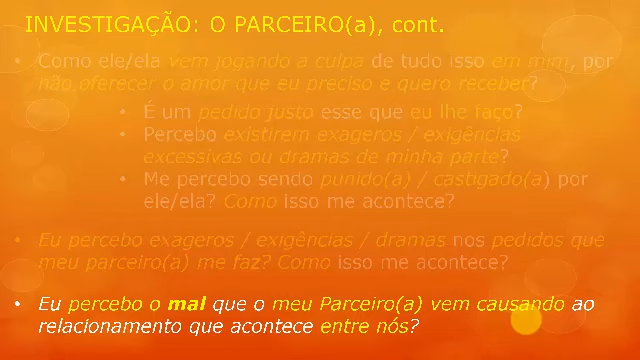 INVESTIGAÇÃO: O PARCEIRO(a), cont.
• Como ele/ela vem jogando a culpa de tudo isso em mim, por
não oferecer o amor que eu preciso e quero receber?
• É um pedido justo esse que eu lhe faço?
• Percebo existirem exageros / exigências
excessivas ou dramas de minha parte?
• Me percebo sendo punido(a) / castigado(a) por
ele/ela? Como isso me acontece?
• Eu percebo exageros / exigências / dramas nos pedidos que
meu parceiro(a) me faz? Como isso me acontece?
• Eu percebo o mal que o meu Parceiro(a) vem causando ao
relacionamento que acontece entre nós?